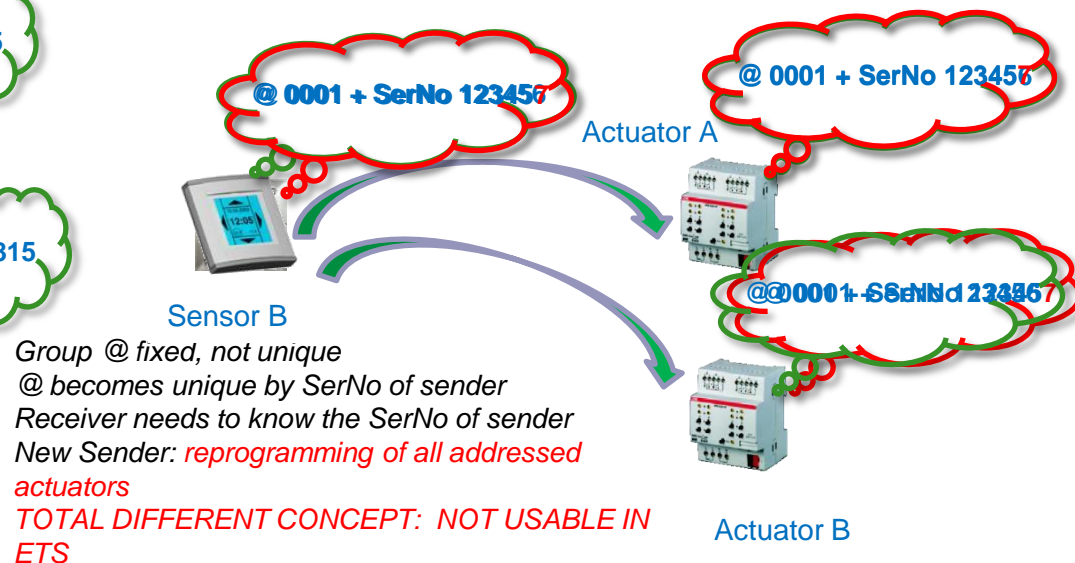 @ 0001 + SerNo
@ 0001 + SerNo
Actuator A
12:05
@ 0001 +
Sensor B
Group @ fixed, not unique
@ becomes unique by SerNo of sender
Receiver needs to know the SerNo of sender
New Sender: reprogramming of all addressed
actuators
TOTAL DIFFERENT CONCEPT: NOT USABLE IN
ETS
Actuator B